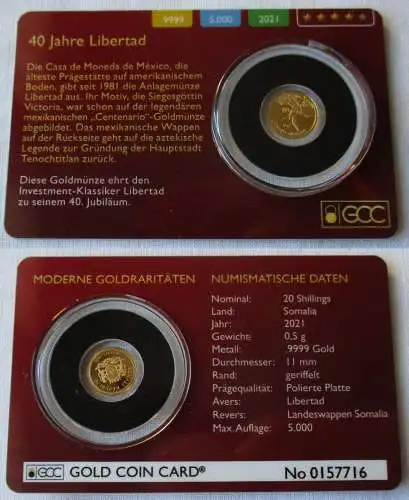 .9999 5.000 2021
40 Jahre Libertad
Die Casa de Moneda de México, die
älteste Prägestätte auf amerikanischem
Boden, gibt seit 1981 die Anlagemünze
Libertad aus. Ihr Motiv, die Siegesgöttin
Victoria, war schon auf der legendären
mexikanischen „Centenario“-Goldmünze
abgebildet. Das mexikanische Wappen
auf der Rückseite geht auf die aztekische
Legende zur Gründung der Hauptstadt
Tenochtitlan zurück.
Diese Goldmünze ehrt den
Investment-Klassiker Libertad
zu seinem 40. Jubiläum.
GCC
MODERNE GOLDRARITÄTEN
NUMISMATISCHE DATEN
Nominal: 20 Shillings
Land: Somalia
Jahr: 2021
Gewicht: 0,5 g
Metall: .9999 Gold
Durchmesser: 11 mm
Rand: geriffelt
Prägequalität: Polierte Platte
Avers: Libertad
Revers: Landeswappen Somalia
Max. Auflage: 5.000
GCC GOLD COIN CARD® No 0157716